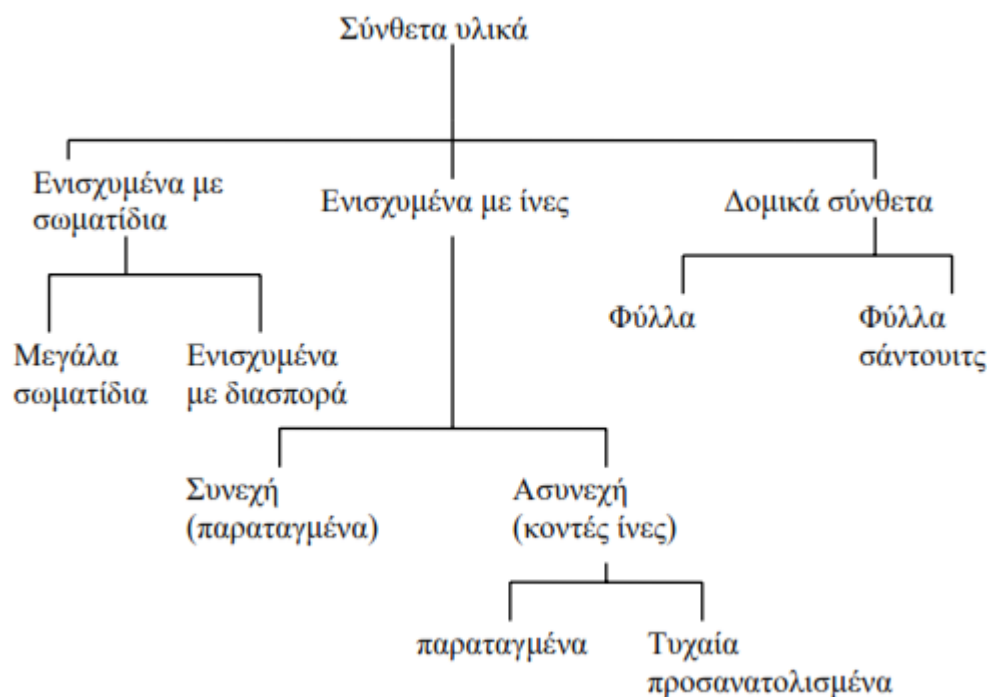 Σύνθετα υλικά
Ενισχυμένα με
σωματίδια
Ενισχυμένα με ίνες
Δομικά σύνθετα
Μεγάλα
σωματίδια
Ενισχυμένα
με διασπορά
Φύλλα
Φύλλα
σάντουιτς
Συνεχή
(παραταγμένα)
Ασυνεχή
(κοντές ίνες)
παραταγμένα
Τυχαία
προσανατολισμένα